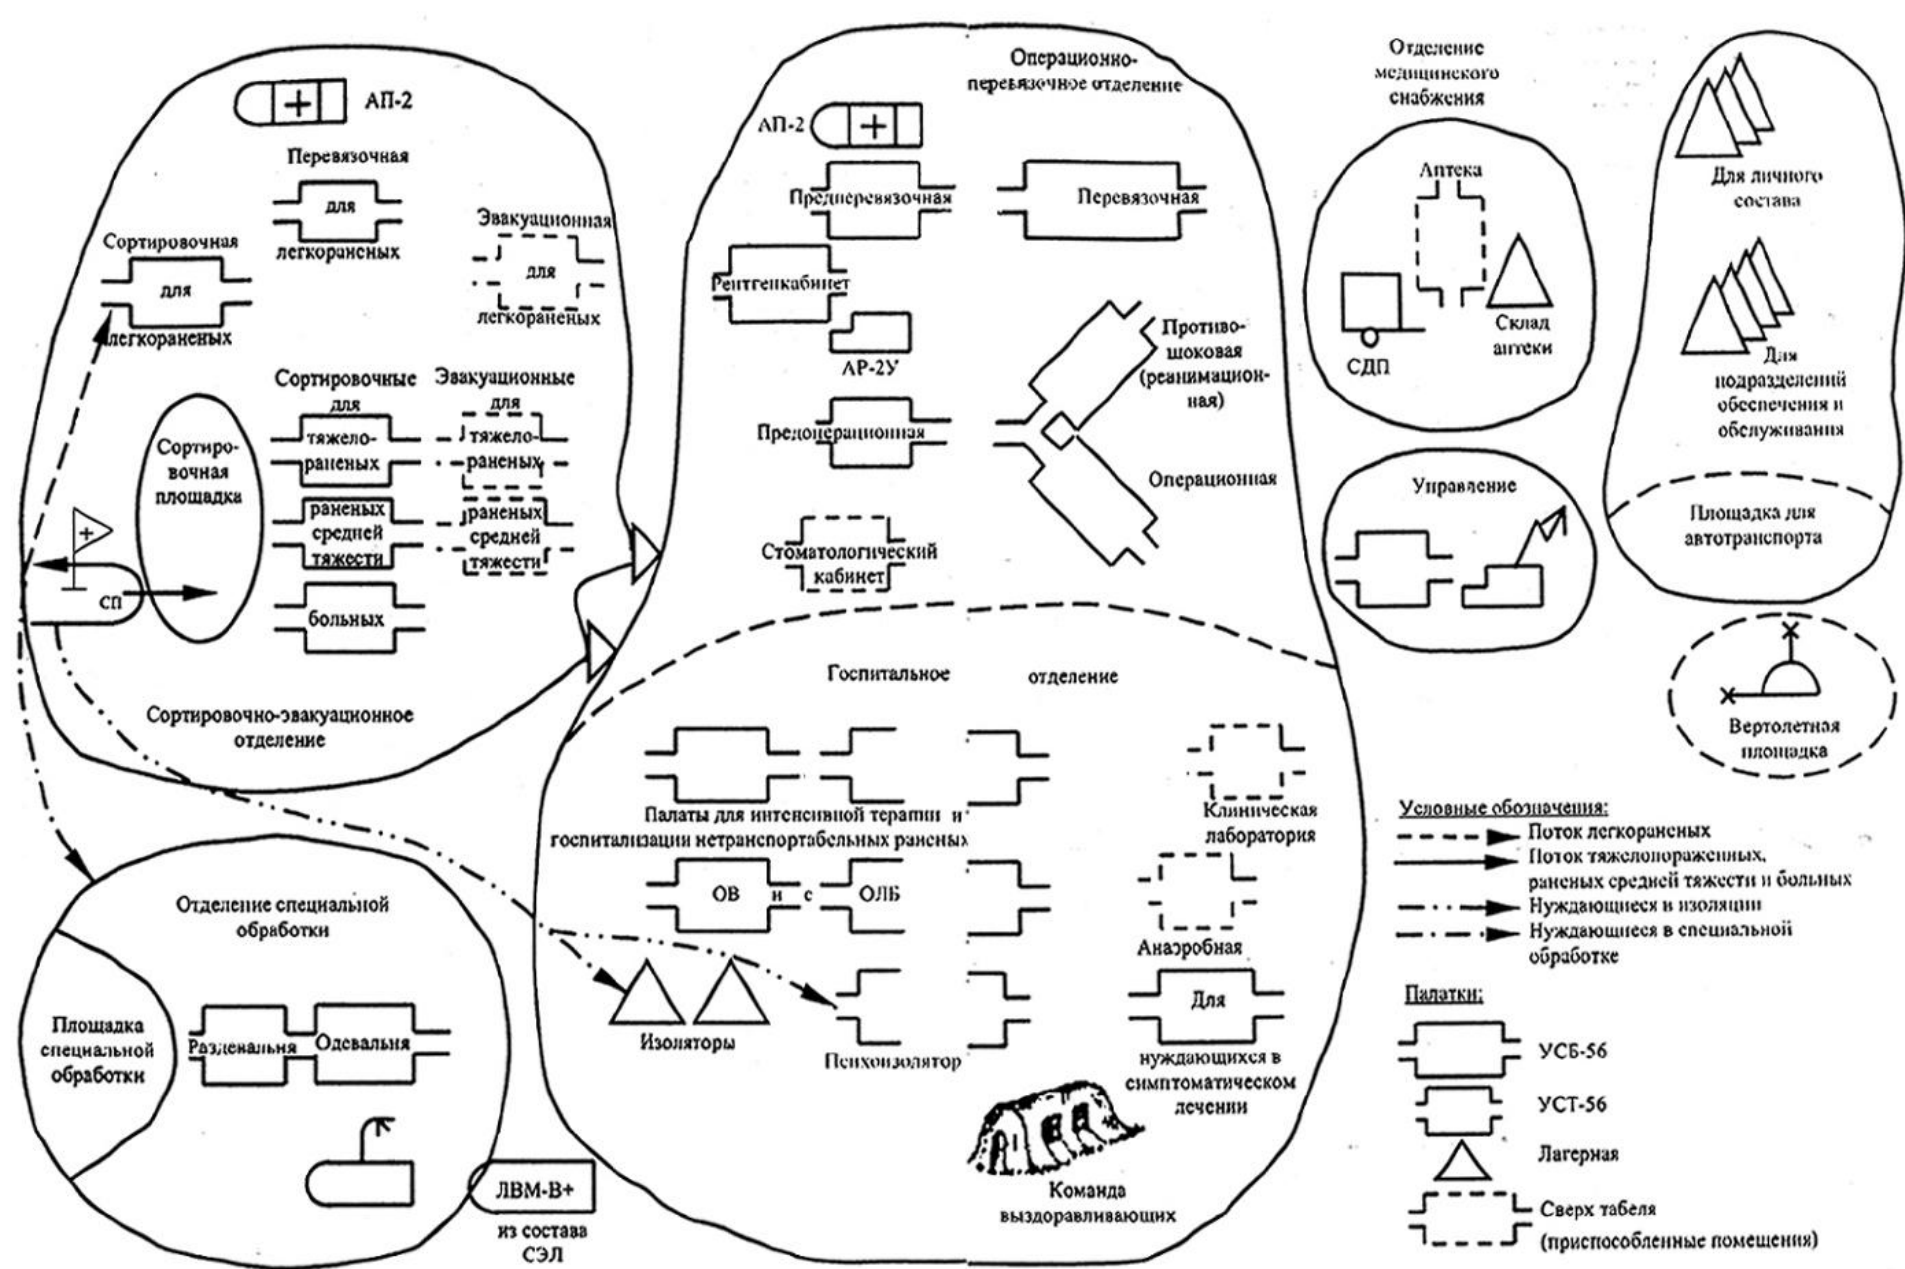 АП-2
Перевязочная
для
легкораненых
Эвакуационная
для
легкораненых
Сортировочная
для
легкораненых
Сортировочные
для
тяжело-
раненых
раненых
средней
тяжести
больных
Эвакуационные
для
тяжело-
раненых
раненых
средней
тяжести
Сортиро-
вочная
площадка
СП
Сортировочно-эвакуационное
отделение
Операционно-
перевязочное отделение
АП-2
Предперевязочная
Перевязочная
Рентгенкабинет
АР-2У
Противо-
шоковая
(реанимацион-
ная)
Предоперационная
Операционная
Стоматологический
кабинет
Госпитальное отделение
Палаты для интенсивной терапии и
госпитализации нетранспортабельных раненых
ОВ и с ОЛБ
Клиническая
лаборатория
Анаэробная
Изоляторы
Психоизолятор
Для
нуждающихся в
симптоматическом
лечении
Команда
выздоравливающих
Отделение специальной
обработки
Площадка
специальной
обработки
Раздевальня
Одевальня
ЛВМ-В+
из состава
СЭЛ
Отделение
медицинского
снабжения
Аптека
СДП
Склад
аптеки
Управление
Для личного
состава
Для
подразделений
обеспечения и
обслуживания
Площадка для
автотранспорта
Вертолетная
площадка
Условные обозначения:
Поток легкораненых
Поток тяжелопораженных,
раненых средней тяжести и больных
Нуждающиеся в изоляции
Нуждающиеся в специальной
обработке
Палатки:
УСБ-56
УСТ-56
Лагерная
Сверх табеля
(приспособленные помещения)